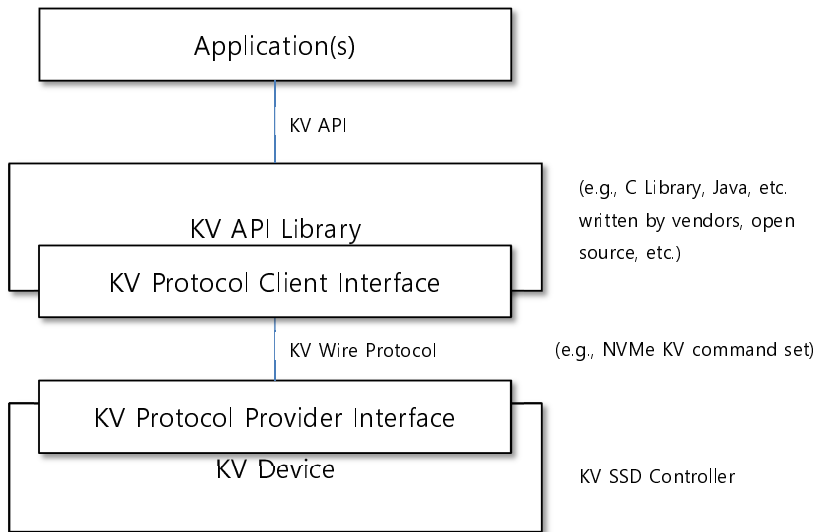 Application(s)
KV API
KV API Library
(e.g., C Library, Java, etc.
written by vendors, open
source, etc.)
KV Protocol Client Interface
KV Wire Protocol
(e.g., NVMe KV command set)
KV Protocol Provider Interface
KV Device
KV SSD Controller